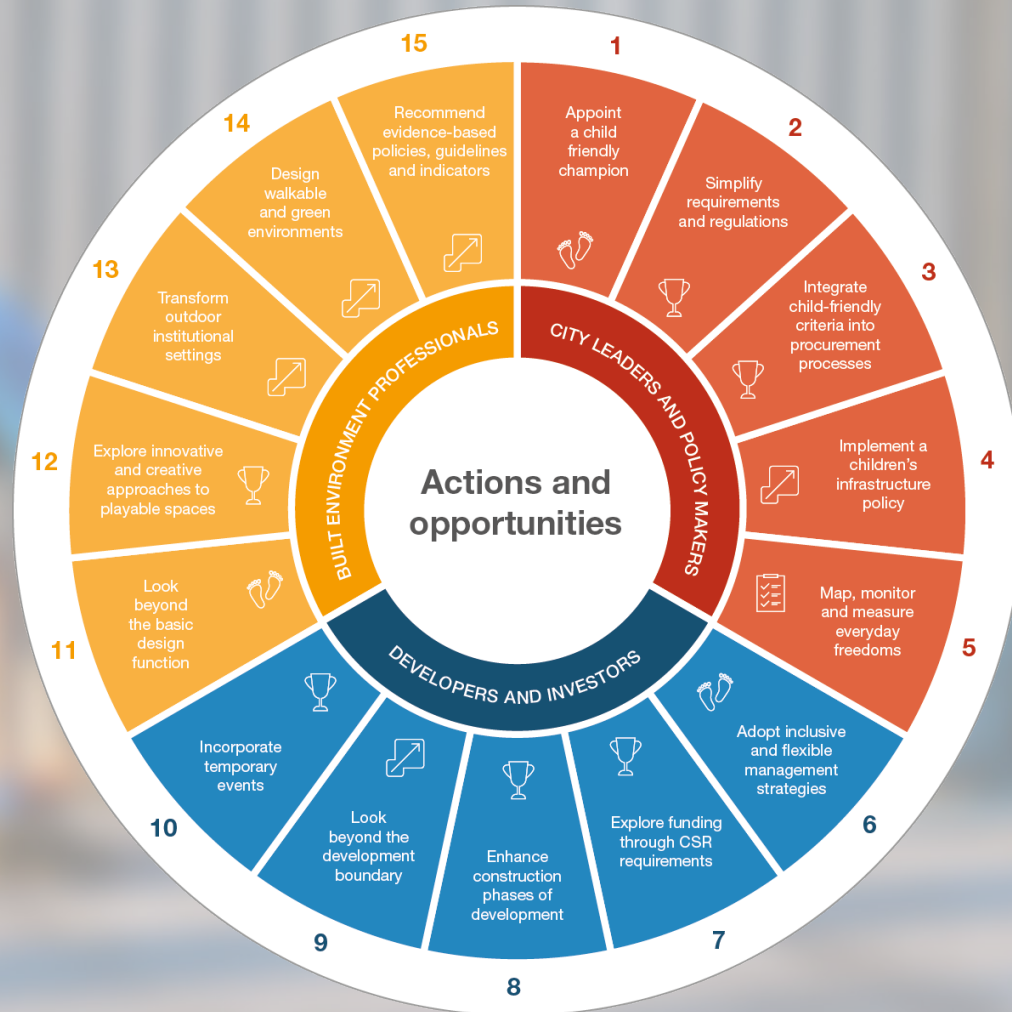 Actions and
opportunities
CITY LEADERS AND POLICY MAKERS
1
Appoint
a child
friendly
champion
2
Simplify
requirements
and regulations
3
Integrate
child-friendly
criteria into
procurement
processes
4
Implement a
children's
infrastructure
policy
5
Map, monitor
and measure
everyday
freedoms
DEVELOPERS AND INVESTORS
6
Adopt inclusive
and flexible
management
strategies
7
Explore funding
through CSR
requirements
8
Enhance
construction
phases of
development
9
Look
beyond the
development
boundary
10
Incorporate
temporary
events
BUILT ENVIRONMENT PROFESSIONALS
11
Look
beyond
the basic
design
function
12
Explore innovative
and creative
approaches to
playable spaces
13
Transform
outdoor
institutional
settings
14
Design
walkable
and green
environments
15
Recommend
evidence-based
policies, guidelines
and indicators